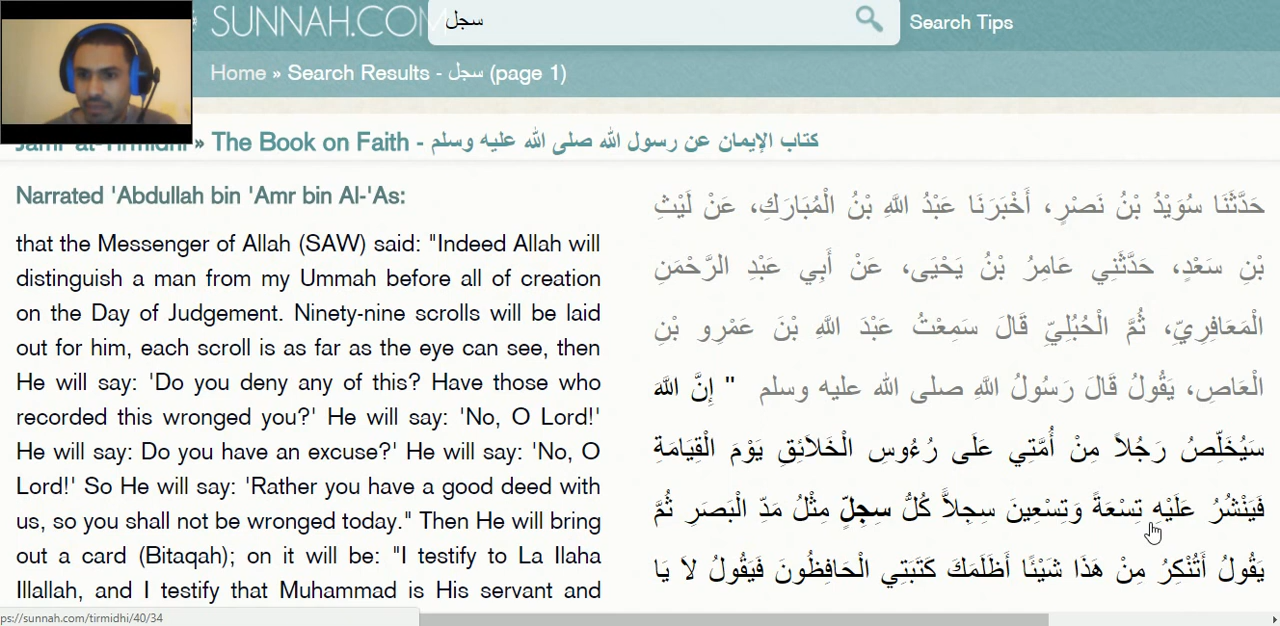 SUNNAH.COM سجل Search Tips
Home » Search Results - سجل (page 1)
Jami` at-Tirmidhi » The Book on Faith - كتاب الإيمان عن رسول الله صلى الله عليه وسلم
Narrated 'Abdullah bin 'Amr bin Al-'As:
that the Messenger of Allah (SAW) said: "Indeed Allah will
distinguish a man from my Ummah before all of creation
on the Day of Judgement. Ninety-nine scrolls will be laid
out for him, each scroll is as far as the eye can see, then
He will say: 'Do you deny any of this? Have those who
recorded this wronged you?' He will say: 'No, O Lord!'
He will say: Do you have an excuse?' He will say: 'No, O
Lord!' So He will say: 'Rather you have a good deed with
us, so you shall not be wronged today." Then He will bring
out a card (Bitaqah); on it will be: "I testify to La Ilaha
Illallah, and I testify that Muhammad is His servant and
حَدَّثَنَا سُوَيْدُ بْنُ نَصْرٍ، أَخْبَرَنَا عَبْدُ اللَّهِ بْنُ الْمُبَارَكِ، عَنْ لَيْثِ
بْنِ سَعْدٍ، حَدَّثَنِي عَامِرُ بْنُ يَحْيَى، عَنْ أَبِي عَبْدِ الرَّحْمَنِ
الْمَعَافِرِيِّ، ثُمَّ الْحُبُلِيِّ قَالَ سَمِعْتُ عَبْدَ اللَّهِ بْنَ عَمْرِو بْنِ
الْعَاصِ، يَقُولُ قَالَ رَسُولُ اللَّهِ صلى الله عليه وسلم " إِنَّ اللَّهَ
سَيُخَلِّصُ رَجُلاً مِنْ أُمَّتِي عَلَى رُءُوسِ الْخَلاَئِقِ يَوْمَ الْقِيَامَةِ
فَيَنْشُرُ عَلَيْهِ تِسْعَةً وَتِسْعِينَ سِجِلاًّ كُلُّ سِجِلٍّ مِثْلُ مَدِّ الْبَصَرِ ثُمَّ
يَقُولُ أَتُنْكِرُ مِنْ هَذَا شَيْئًا أَظَلَمَكَ كَتَبَتِي الْحَافِظُونَ فَيَقُولُ لاَ يَا
ps://sunnah.com/tirmidhi/40/34